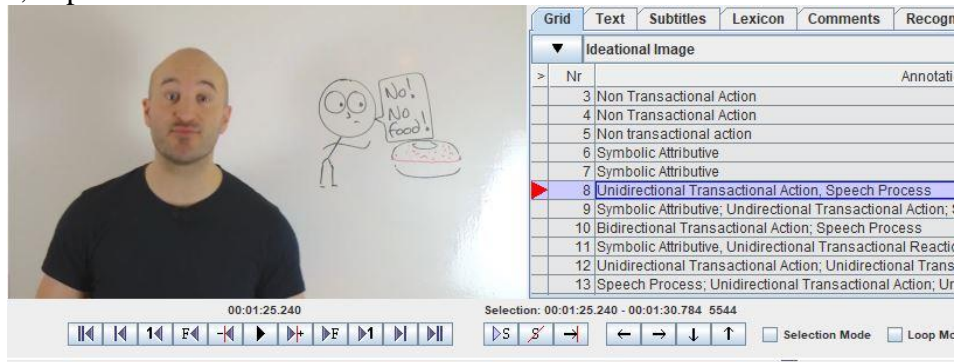 Grid Text Subtitles Lexicon Comments
Ideational Image
> Nr
3 Non Transactional Action
4 Non Transactional Action
5 Non transactional action
6 Symbolic Attributive
7 Symbolic Attributive
8 Unidirectional Transactional Action, Speech Process
9 Symbolic Attributive; Undirectional Transactional Action;
10 Bidirectional Transactional Action; Speech Process
11 Symbolic Attributive, Unidirectional Transactional
12 Unidirectional Transactional Action; Unidirectional
13 Speech Process; Unidirectional Transactional Action;
No!
No
food!
00:01:25.240
Selection: 00:01:25.240 - 00:01:30.784 5544
1 F + F 1 S S
Selection Mode Loop